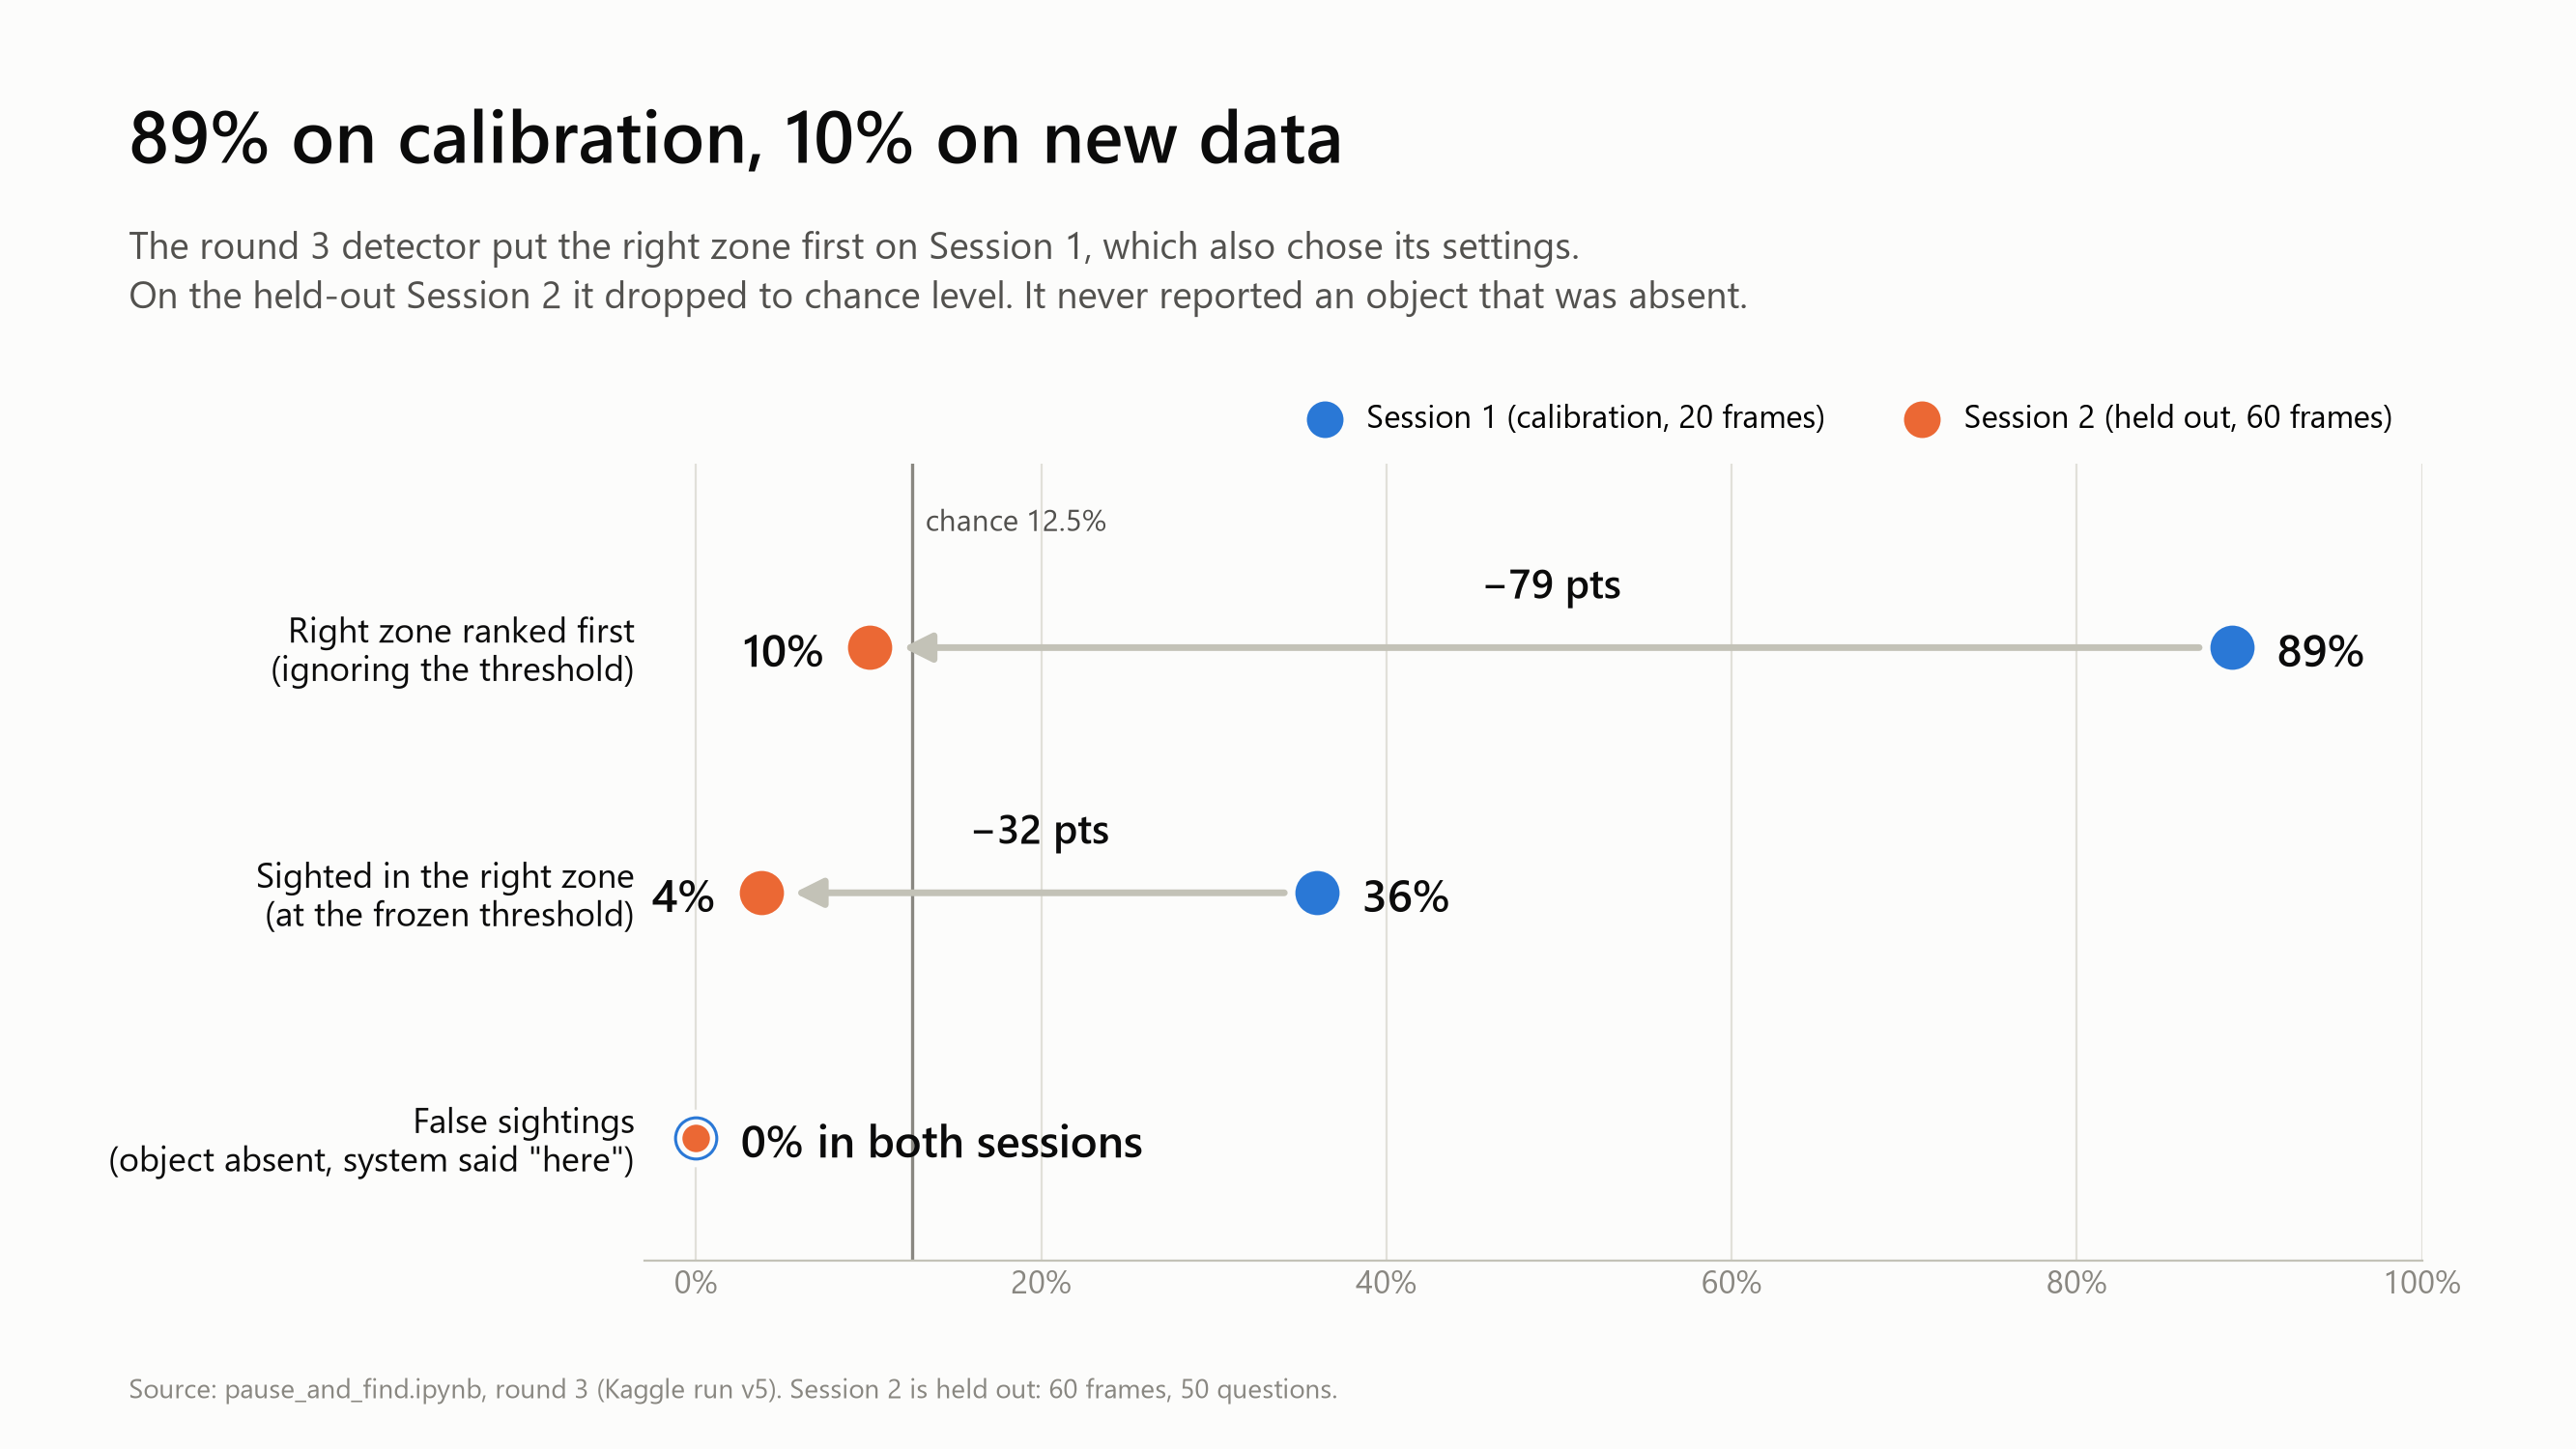 89% on calibration, 10% on new data
The round 3 detector put the right zone first on Session 1, which also chose its settings.
On the held-out Session 2 it dropped to chance level. It never reported an object that was absent.
Session 1 (calibration, 20 frames)
Session 2 (held out, 60 frames)
chance 12.5%
−79 pts
Right zone ranked first
(ignoring the threshold)
10%
89%
−32 pts
Sighted in the right zone
(at the frozen threshold)
4%
36%
False sightings
(object absent, system said "here")
0% in both sessions
0%
20%
40%
60%
80%
100%
Source: pause_and_find.ipynb, round 3 (Kaggle run v5). Session 2 is held out: 60 frames, 50 questions.